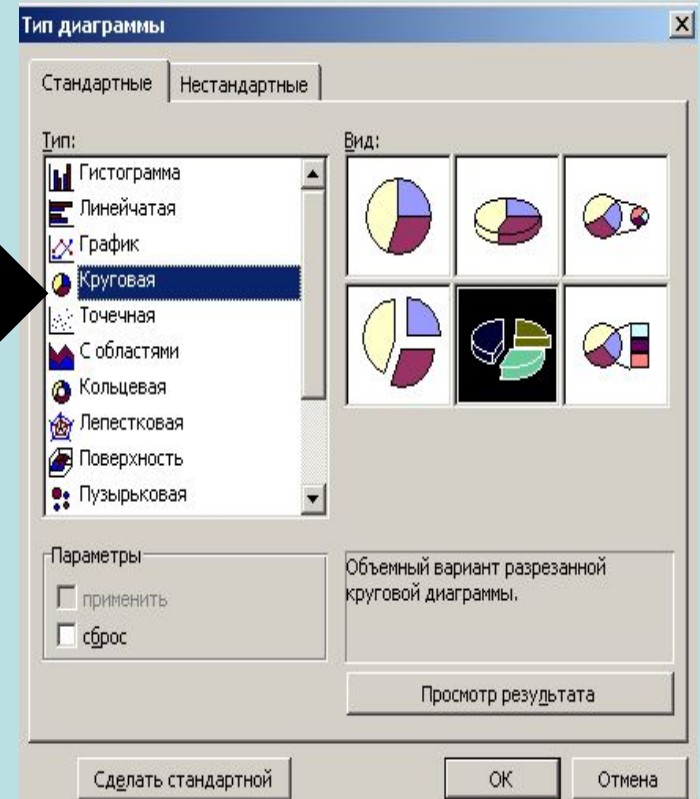 Тип диаграммы
Стандартные
Нестандартные
Тип:
Гистограмма
Линейчатая
График
Круговая
Точечная
С областями
Кольцевая
Лепестковая
Поверхность
Пузырьковая
Вид:
Параметры
применить
сброс
Объемный вариант разрезанной
круговой диаграммы.
Просмотр результата
Сделать стандартной
ОК
Отмена